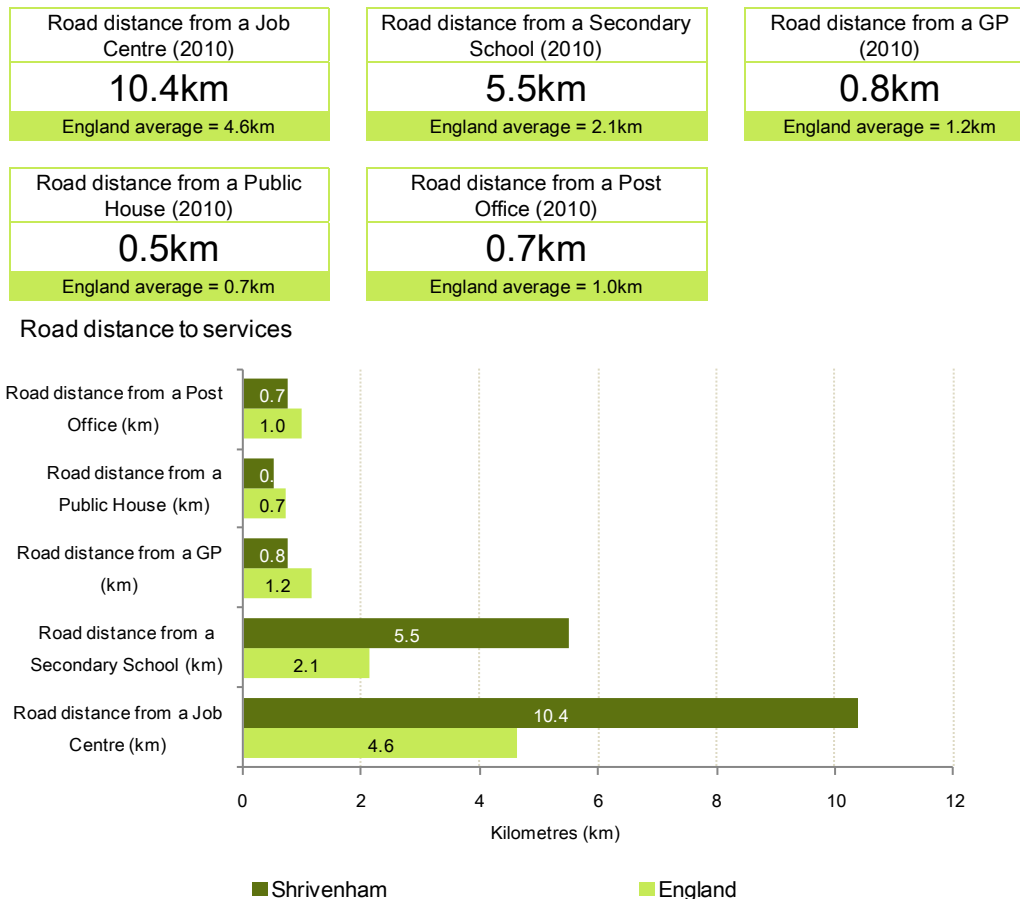 Road distance from a Job
Centre (2010)
10.4km
England average = 4.6km
Road distance from a Secondary
School (2010)
5.5km
England average = 2.1km
Road distance from a GP
(2010)
0.8km
England average = 1.2km
Road distance from a Public
House (2010)
0.5km
England average = 0.7km
Road distance from a Post
Office (2010)
0.7km
England average = 1.0km
Road distance to services
Road distance from a Post
Office (km)
0.7
1.0
Road distance from a
Public House (km)
0.
0.7
Road distance from a GP
(km)
0.8
1.2
Road distance from a
Secondary School (km)
5.5
2.1
Road distance from a Job
Centre (km)
10.4
4.6
0 2 4 6 8 10 12
Kilometres (km)
Shrivenham England